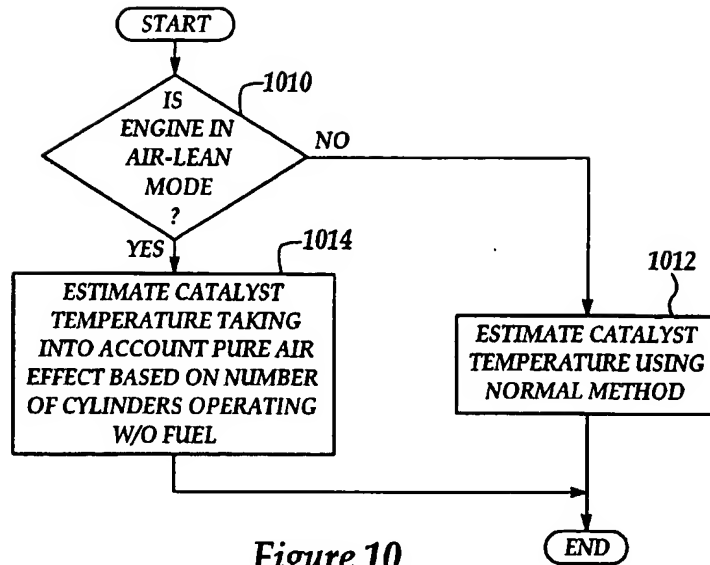 START
1010
IS
ENGINE IN
AIR-LEAN
MODE
?
NO
YES
1014
ESTIMATE CATALYST
TEMPERATURE TAKING
INTO ACCOUNT PURE AIR
EFFECT BASED ON NUMBER
OF CYLINDERS OPERATING
W/O FUEL
1012
ESTIMATE CATALYST
TEMPERATURE USING
NORMAL METHOD
END
Figure 10